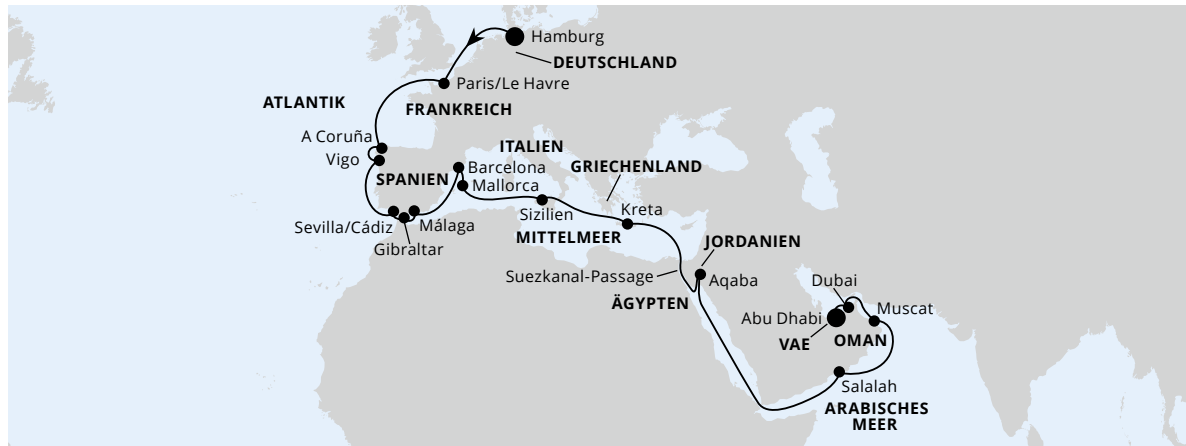 Hamburg
DEUTSCHLAND
Paris/Le Havre
ATLANTIK
FRANKREICH
A Coruña
Vigo
ITALIEN
GRIECHENLAND
SPANIEN
Barcelona
Mallorca
Sizilien
Kreta
Sevilla/Cádiz
Málaga
Gibraltar
MITTELMEER
JORDANIEN
Suezkanal-Passage
Aqaba
ÄGYPTEN
Dubai
Muscat
Abu Dhabi
VAE
OMAN
Salalah
ARABISCHES
MEER